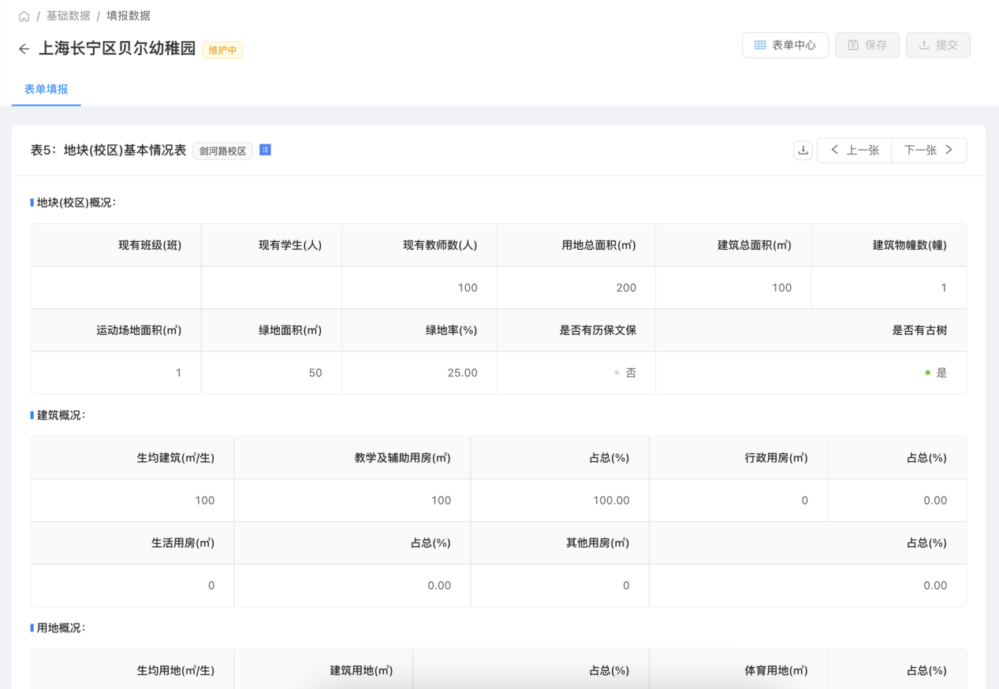 / 基础数据 / 填报数据
上海长宁区贝尔幼稚园 维护中
表单中心 保存 提交
表单填报
表5：地块(校区)基本情况表 剑河路校区
上一张 下一张
地块(校区)概况：
现有班级(班) 现有学生(人) 现有教师数(人) 用地总面积(㎡) 建筑总面积(㎡) 建筑物幢数(幢)
100 200 100 1
运动场地面积(㎡) 绿地面积(㎡) 绿地率(%) 是否有历保文保 是否有古树
1 50 25.00 否 是
建筑概况：
生均建筑(㎡/生) 教学及辅助用房(㎡) 占总(%) 行政用房(㎡) 占总(%)
100 100 100.00 0 0.00
生活用房(㎡) 占总(%) 其他用房(㎡) 占总(%)
0 0.00 0 0.00
用地概况：
生均用地(㎡/生) 建筑用地(㎡) 占总(%) 体育用地(㎡) 占总(%)